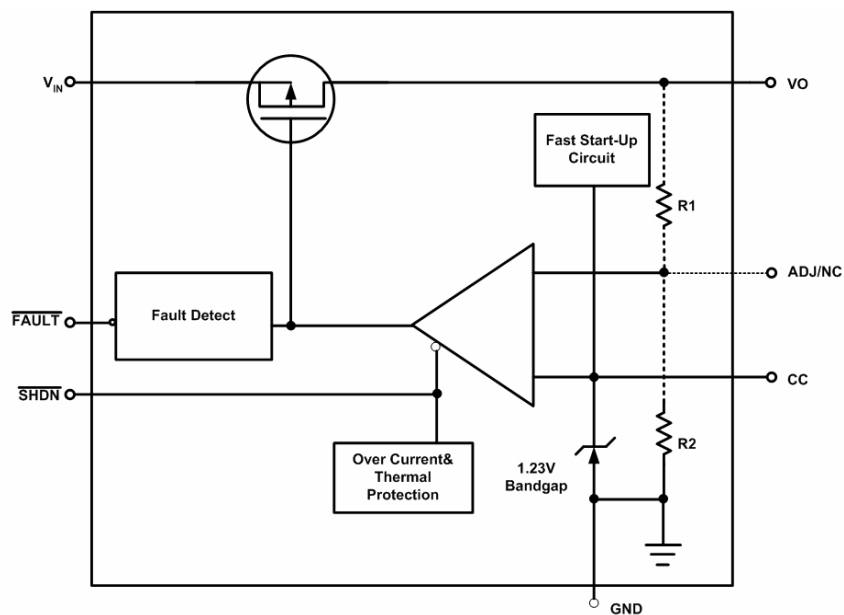 V_IN
VO
Fast Start-Up
Circuit
R1
ADJ/NC
Fault Detect
FAULT
SHDN
CC
Over Current&
Thermal
Protection
1.23V
Bandgap
R2
GND